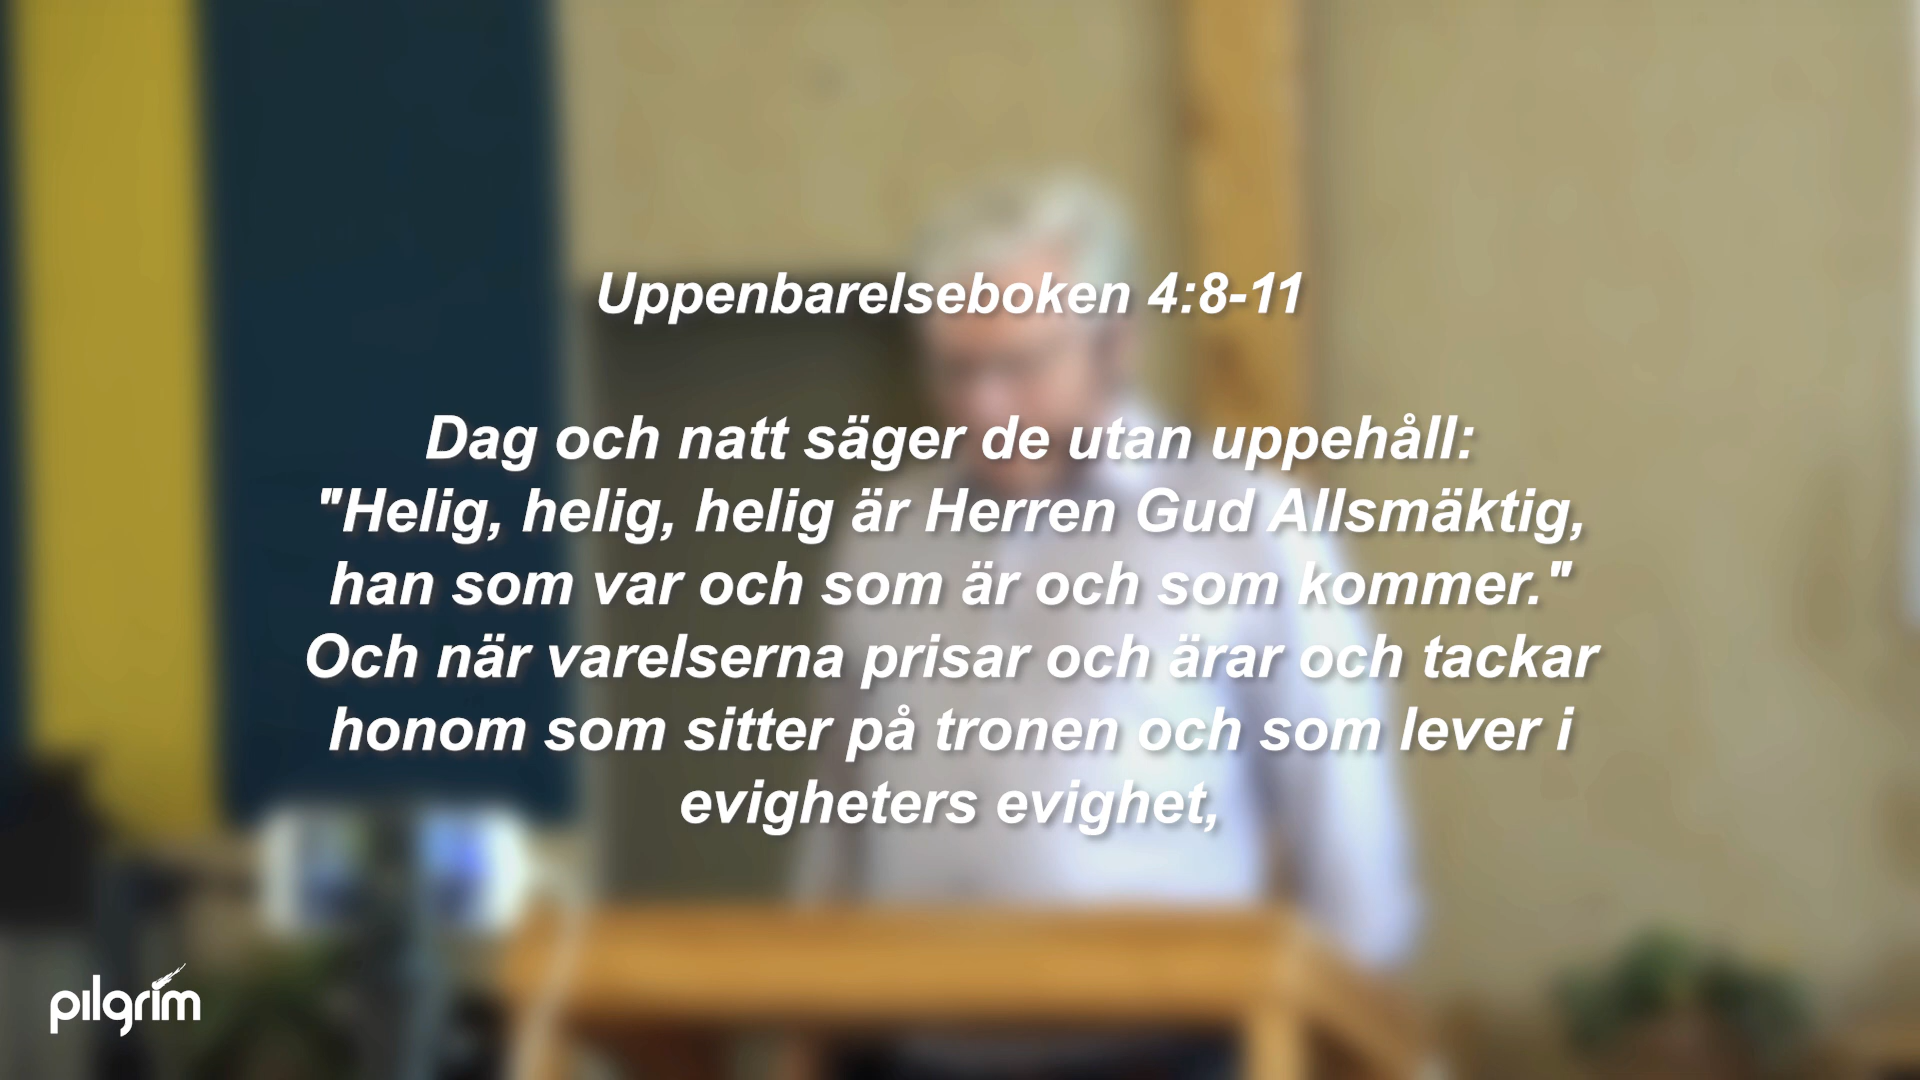 Uppenbarelseboken 4:8-11
Dag och natt säger de utan uppehåll:
"Helig, helig, helig är Herren Gud Allsmäktig,
han som var och som är och som kommer."
Och när varelserna prisar och ärar och tackar
honom som sitter på tronen och som lever i
evigheters evighet,
pilgrim